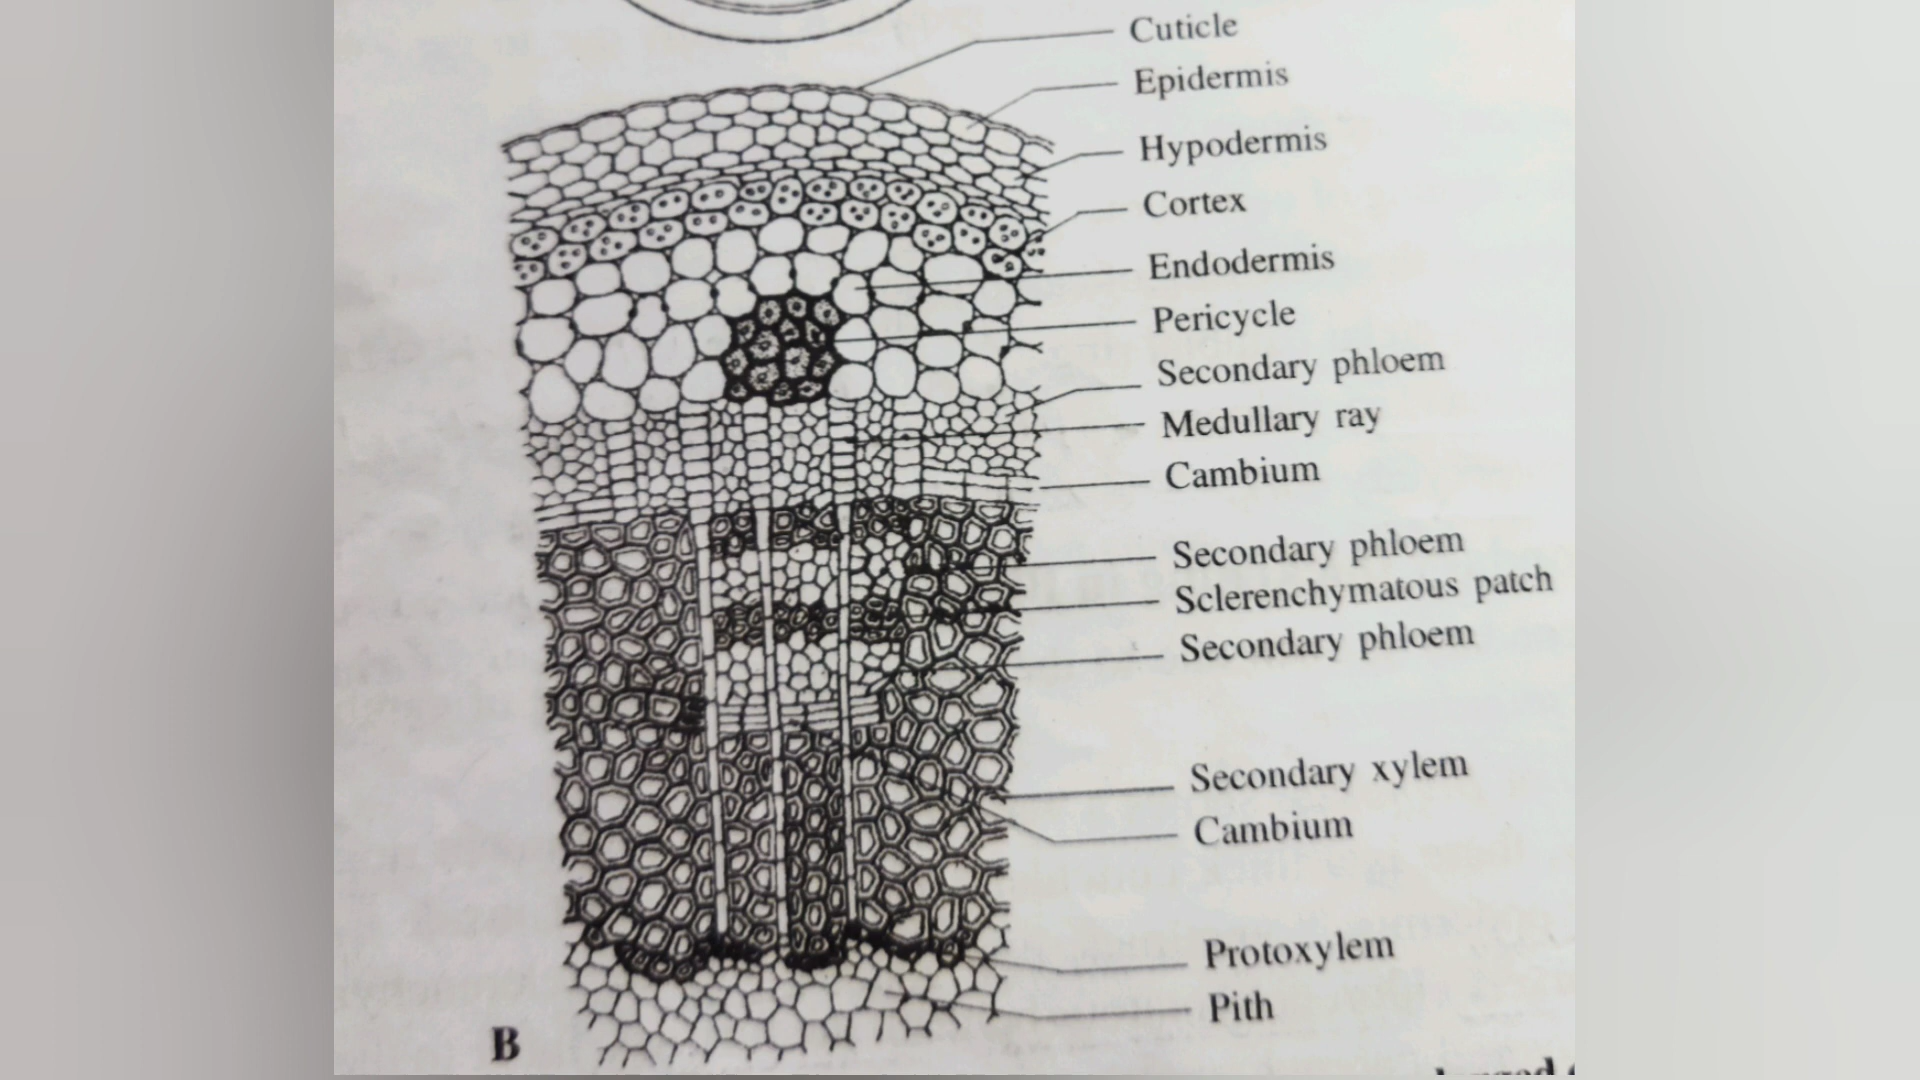 Cuticle
Epidermis
Hypodermis
Cortex
Endodermis
Pericycle
Secondary phloem
Medullary ray
Cambium
Secondary phloem
Sclerenchymatous patch
Secondary phloem
Secondary xylem
Cambium
Protoxylem
Pith
B